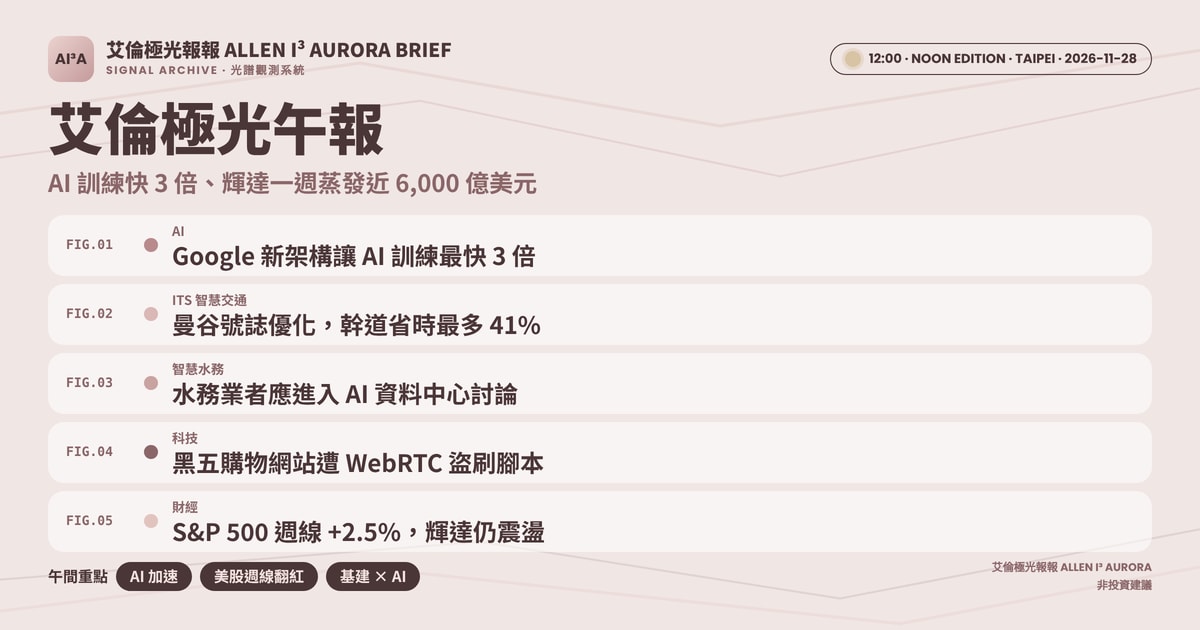 AI³A
艾倫極光報報 ALLEN I³ AURORA BRIEF
SIGNAL ARCHIVE · 光譜觀測系統
12:00 · NOON EDITION · TAIPEI · 2026-11-28
艾倫極光午報
AI 訓練快 3 倍、輝達一週蒸發近 6,000 億美元
FIG.01
AI
Google 新架構讓 AI 訓練最快 3 倍
FIG.02
ITS 智慧交通
曼谷號誌優化，幹道省時最多 41%
FIG.03
智慧水務
水務業者應進入 AI 資料中心討論
FIG.04
科技
黑五購物網站遭 WebRTC 盜刷腳本
FIG.05
財經
S&P 500 週線 +2.5%，輝達仍震盪
午間重點
AI 加速
美股週線翻紅
基建 × AI
艾倫極光報報 ALLEN I³ AURORA
非投資建議